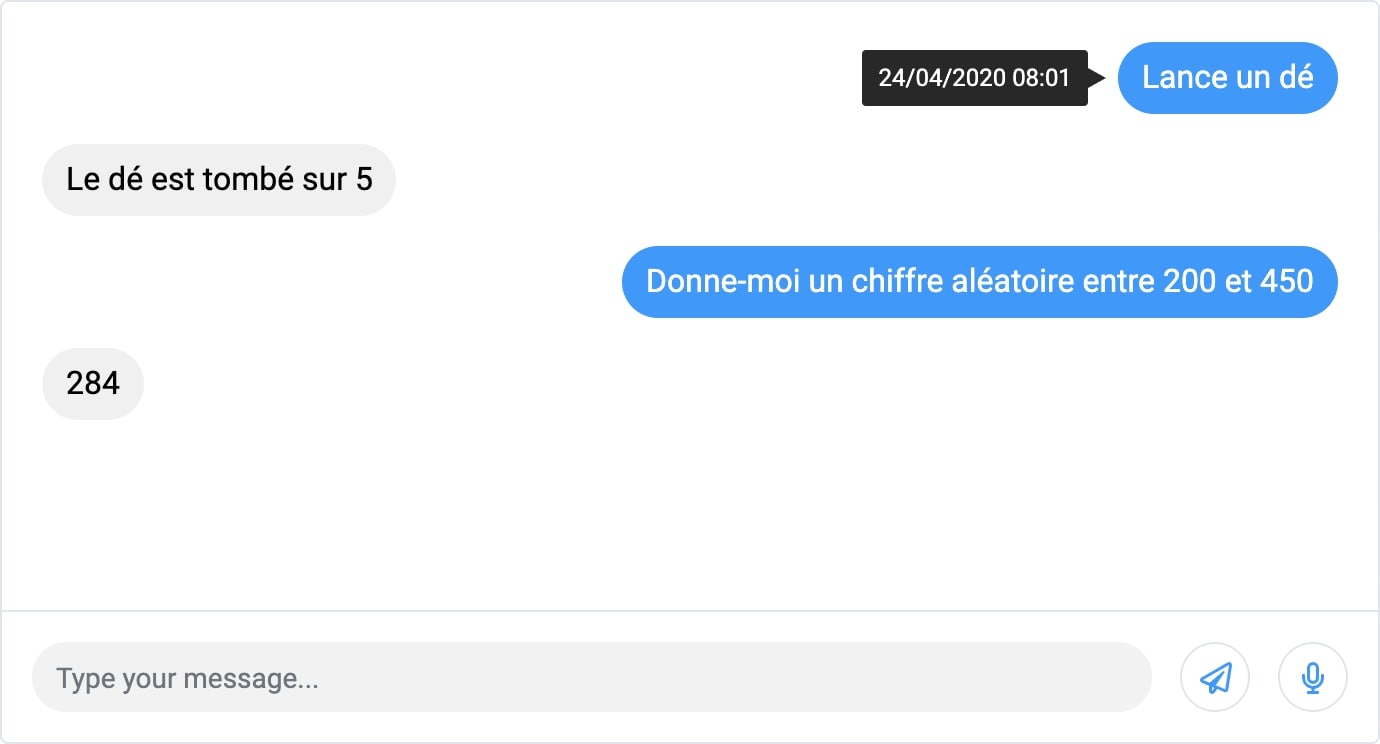 24/04/2020 08:01
Lance un dé
Le dé est tombé sur 5
Donne-moi un chiffre aléatoire entre 200 et 450
284
Type your message...